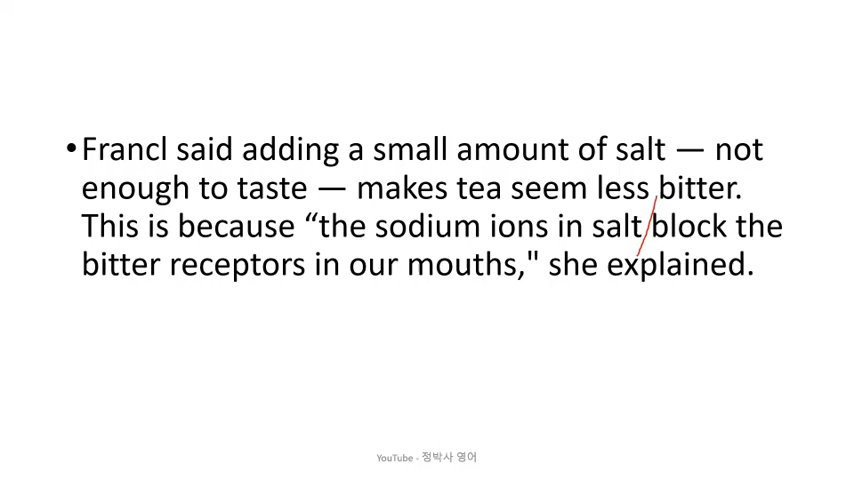 •Francl said adding a small amount of salt — not
enough to taste — makes tea seem less bitter.
This is because “the sodium ions in salt block the
bitter receptors in our mouths," she explained.
YouTube - 정박사 영어